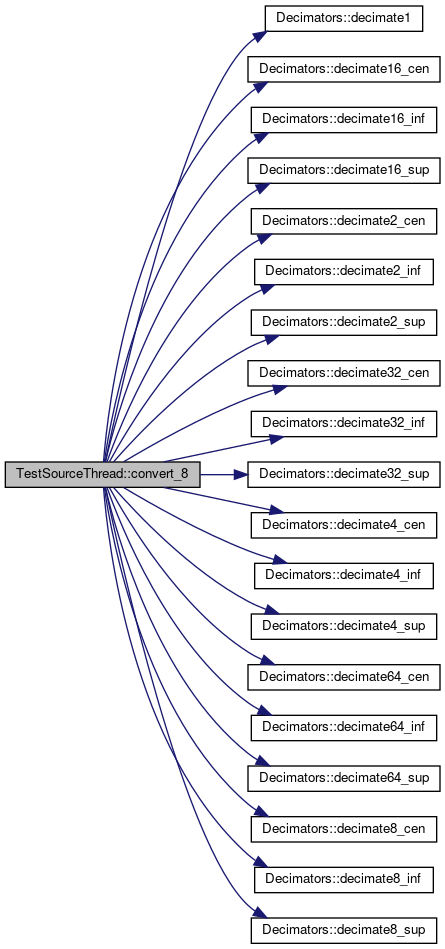 Decimators::decimate1
Decimators::decimate16_cen
Decimators::decimate16_inf
Decimators::decimate16_sup
Decimators::decimate2_cen
Decimators::decimate2_inf
Decimators::decimate2_sup
Decimators::decimate32_cen
Decimators::decimate32_inf
TestSourceThread::convert_8
Decimators::decimate32_sup
Decimators::decimate4_cen
Decimators::decimate4_inf
Decimators::decimate4_sup
Decimators::decimate64_cen
Decimators::decimate64_inf
Decimators::decimate64_sup
Decimators::decimate8_cen
Decimators::decimate8_inf
Decimators::decimate8_sup